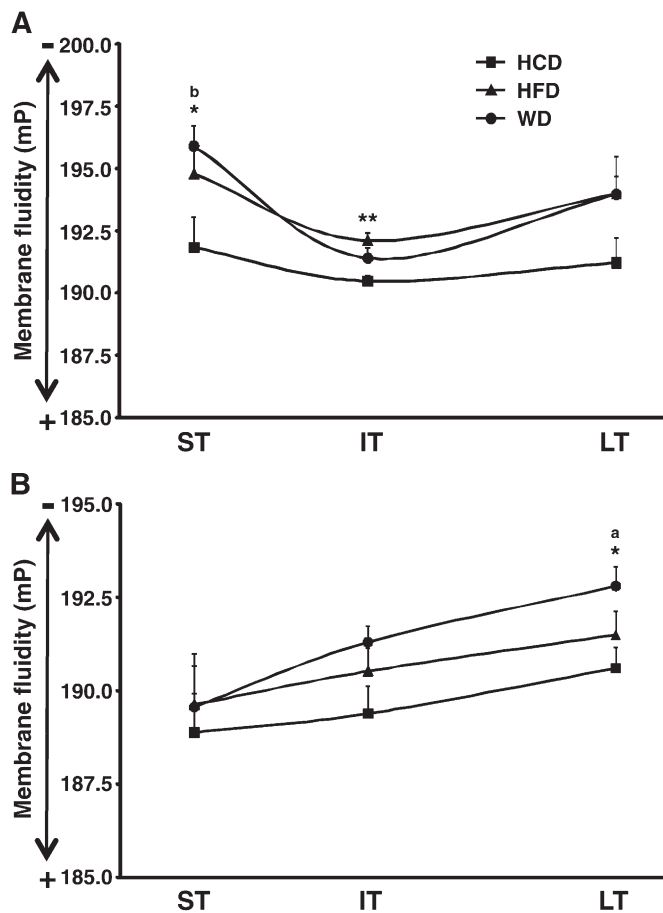 A
- 200.0
197.5
195.0
192.5
190.0
187.5
+ 185.0
Membrane fluidity (mP)
b
*
**
HCD
HFD
WD
ST IT LT
B
- 195.0
192.5
190.0
187.5
+ 185.0
Membrane fluidity (mP)
a
*
ST IT LT